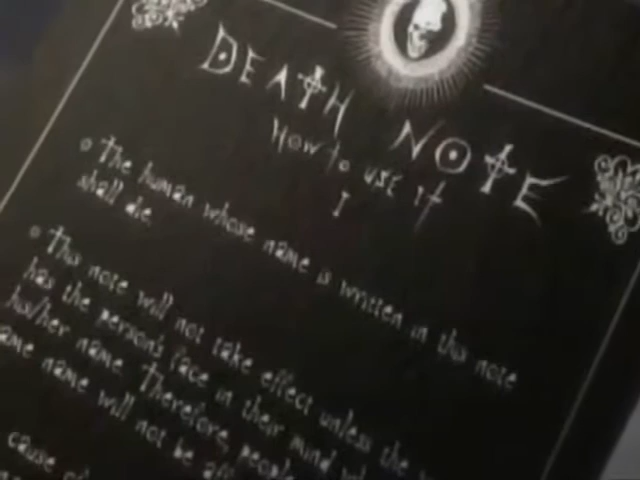 DEATH NOTE
How to use it
I
The human whose name is written in this note
shall die.
This note will not take effect unless the
has the person's face in their mind
his/her name. Therefore, people
ame name will not be
cause